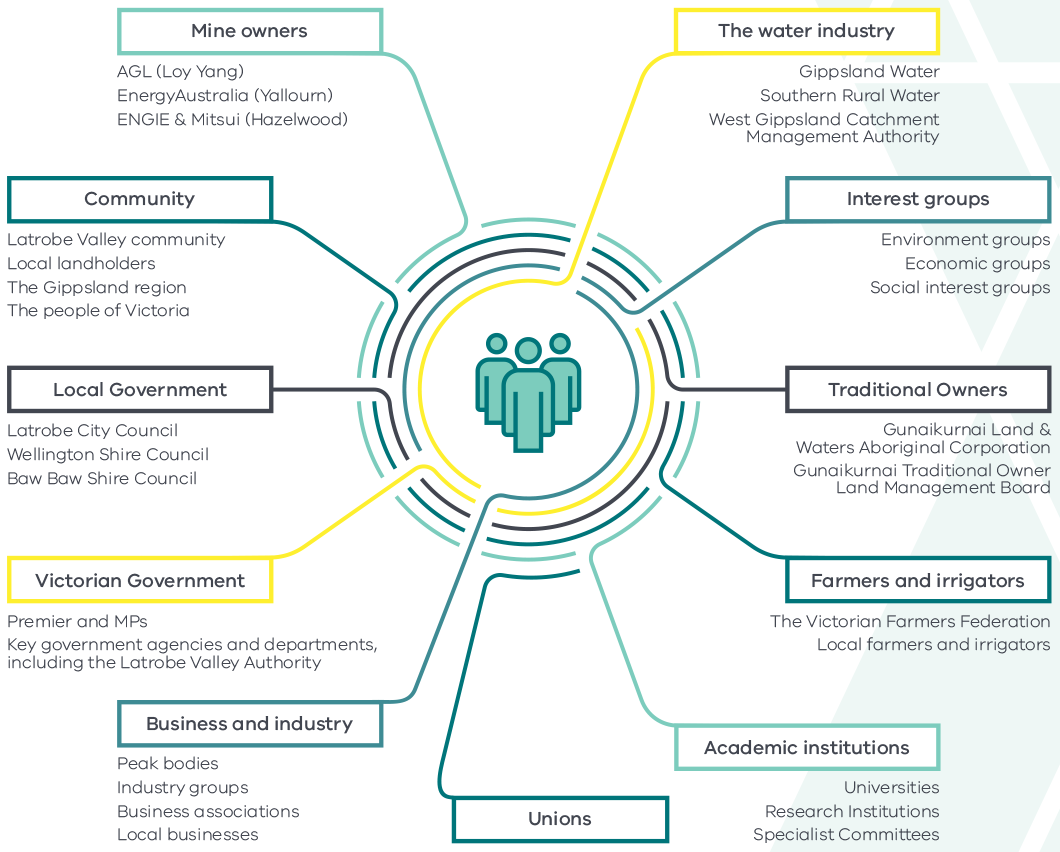 Mine owners
AGL (Loy Yang)
EnergyAustralia (Yallourn)
ENGIE & Mitsui (Hazelwood)
The water industry
Gippsland Water
Southern Rural Water
West Gippsland Catchment
Management Authority
Community
Latrobe Valley community
Local landholders
The Gippsland region
The people of Victoria
Interest groups
Environment groups
Economic groups
Social interest groups
Local Government
Latrobe City Council
Wellington Shire Council
Baw Baw Shire Council
Traditional Owners
Gunaikurnai Land &
Waters Aboriginal Corporation
Gunaikurnai Traditional Owner
Land Management Board
Victorian Government
Premier and MPs
Key government agencies and departments,
including the Latrobe Valley Authority
Farmers and irrigators
The Victorian Farmers Federation
Local farmers and irrigators
Business and industry
Peak bodies
Industry groups
Business associations
Local businesses
Unions
Academic institutions
Universities
Research Institutions
Specialist Committees